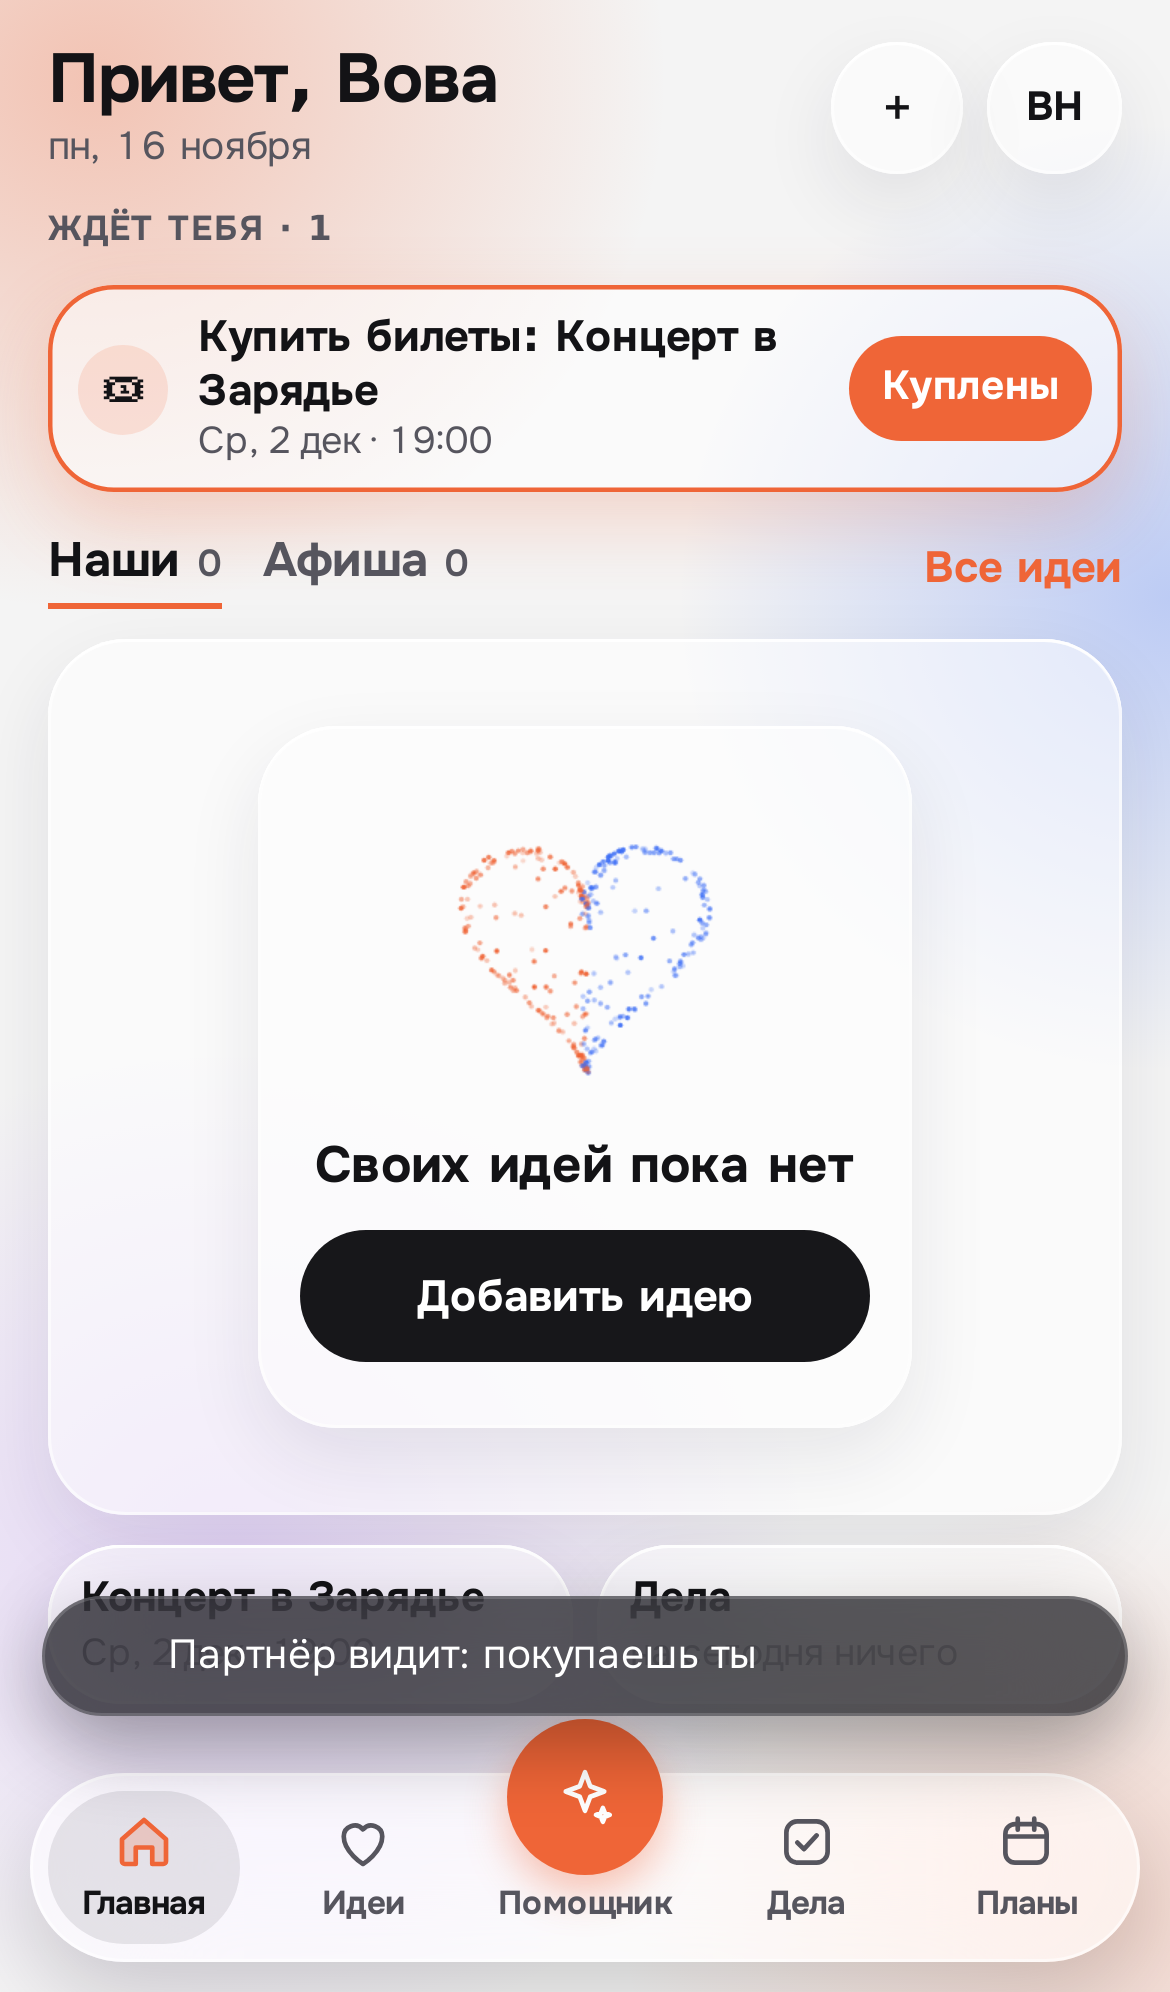 Привет, Вова
пн, 16 ноября
+
ВН
ЖДЁТ ТЕБЯ · 1
Купить билеты: Концерт в
Зарядье
Ср, 2 дек · 19:00
Куплены
Наши 0
Афиша 0
Все идеи
Своих идей пока нет
Добавить идею
Концерт в Зарядье
Дела
Партнёр видит: покупаешь ты
Главная
Идеи
Помощник
Дела
Планы